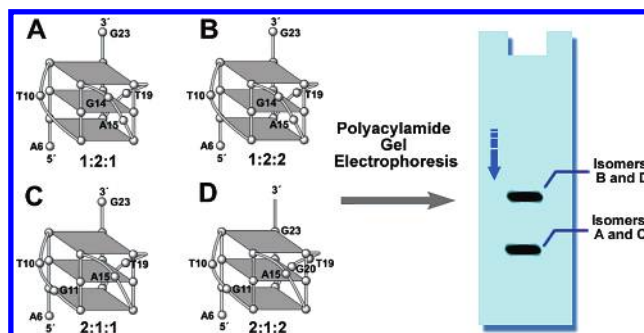 A
3´
G23
T10
G14
T19
A15
A6
5´
1:2:1
B
3´
G23
T10
G14
T19
A15
A6
5´
1:2:2
C
3´
G23
T10
T19
A15
G11
A6
5´
2:1:1
D
3´
G23
T10
T19
G20
A15
G11
A6
5´
2:1:2
Polyacylamide
Gel
Electrophoresis
Isomers
B and D
Isomers
A and C